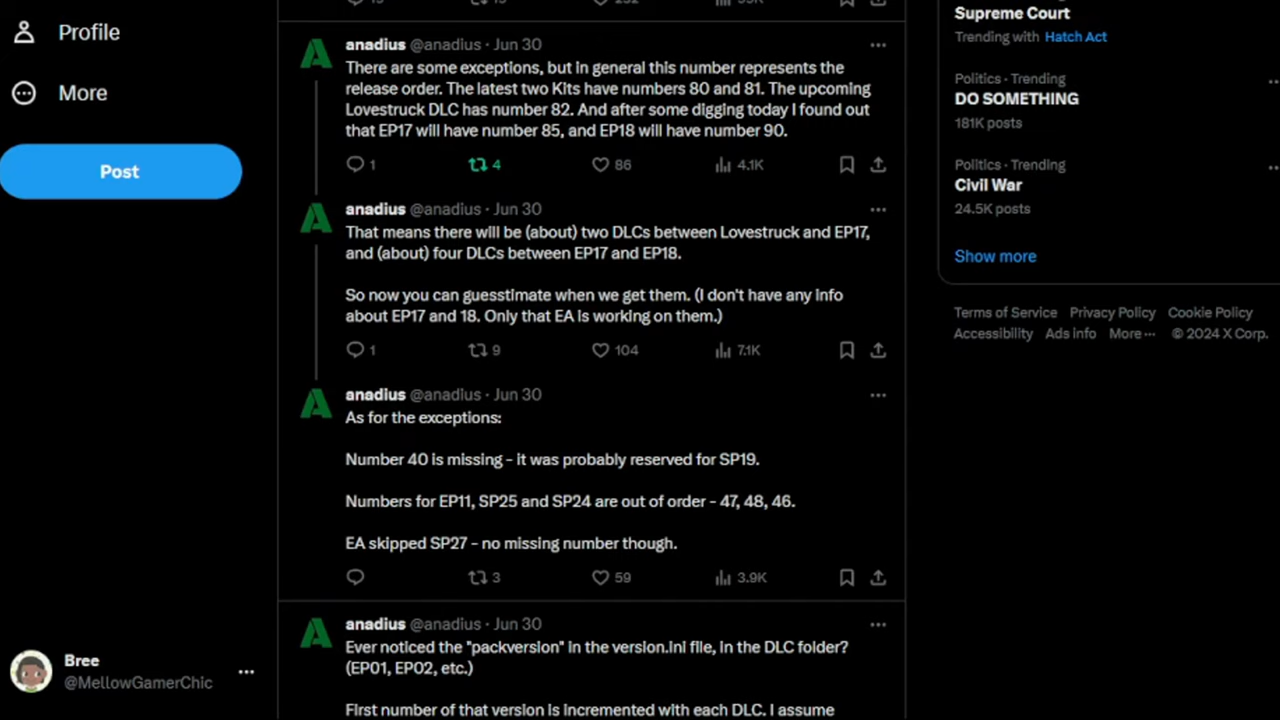 Profile
More
Post
Bree
@MellowGamerChic
anadius @anadius · Jun 30
There are some exceptions, but in general this number represents the
release order. The latest two Kits have numbers 80 and 81. The upcoming
Lovestruck DLC has number 82. And after some digging today I found out
that EP17 will have number 85, and EP18 will have number 90.
1 4 86 4.1K
anadius @anadius · Jun 30
That means there will be (about) two DLCs between Lovestruck and EP17,
and (about) four DLCs between EP17 and EP18.
So now you can guesstimate when we get them. (I don't have any info
about EP17 and 18. Only that EA is working on them.)
1 9 104 7.1K
anadius @anadius · Jun 30
As for the exceptions:
Number 40 is missing - it was probably reserved for SP19.
Numbers for EP11, SP25 and SP24 are out of order - 47, 48, 46.
EA skipped SP27 - no missing number though.
3 59 3.9K
anadius @anadius · Jun 30
Ever noticed the "packversion" in the version.ini file, in the DLC folder?
(EP01, EP02, etc.)
First number of that version is incremented with each DLC. I assume
Supreme Court
Trending with Hatch Act
Politics · Trending
DO SOMETHING
181K posts
Politics · Trending
Civil War
24.5K posts
Show more
Terms of Service Privacy Policy Cookie Policy
Accessibility Ads info More ··· © 2024 X Corp.